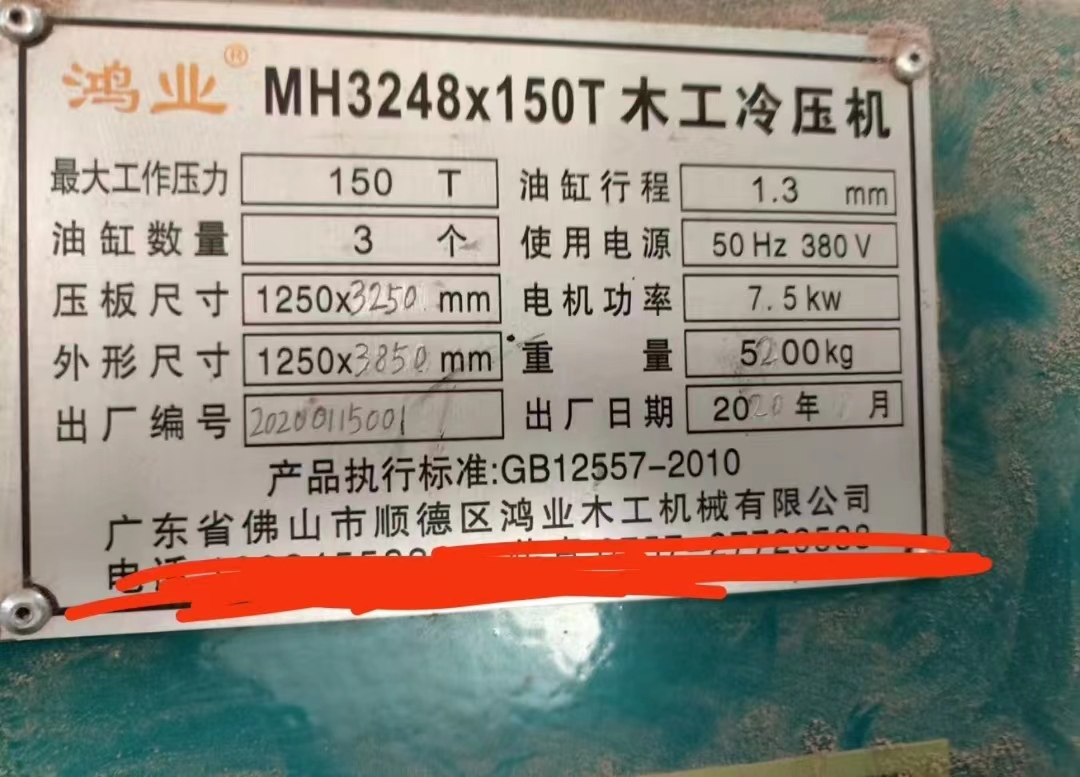 鸿业® MH3248x150T 木工冷压机
最大工作压力 150 T 油缸行程 1.3 mm
油缸数量 3 个 使用电源 50 Hz 380 V
压板尺寸 1250x3250 mm 电机功率 7.5 kw
外形尺寸 1250x3850 mm 重量 5200kg
出厂编号 20200115001 出厂日期 2020 年 月
产品执行标准:GB12557-2010
广东省佛山市顺德区鸿业木工机械有限公司
电话